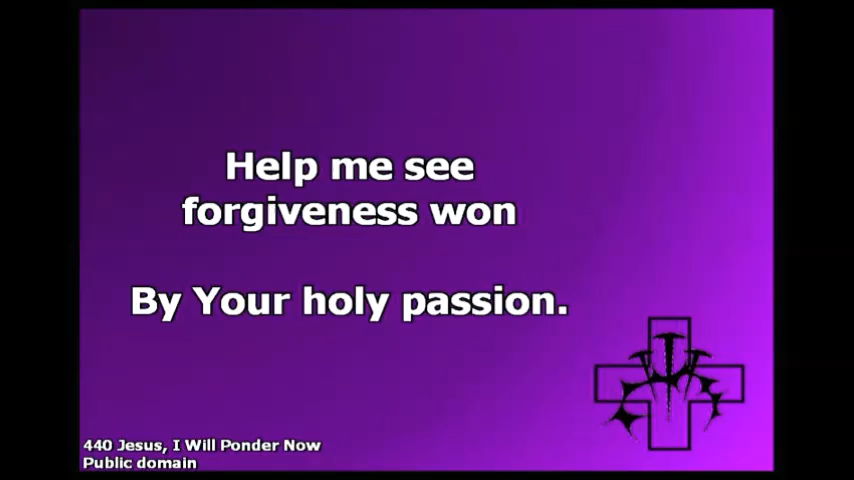 Help me see
forgiveness won
By Your holy passion.
440 Jesus, I Will Ponder Now
Public domain